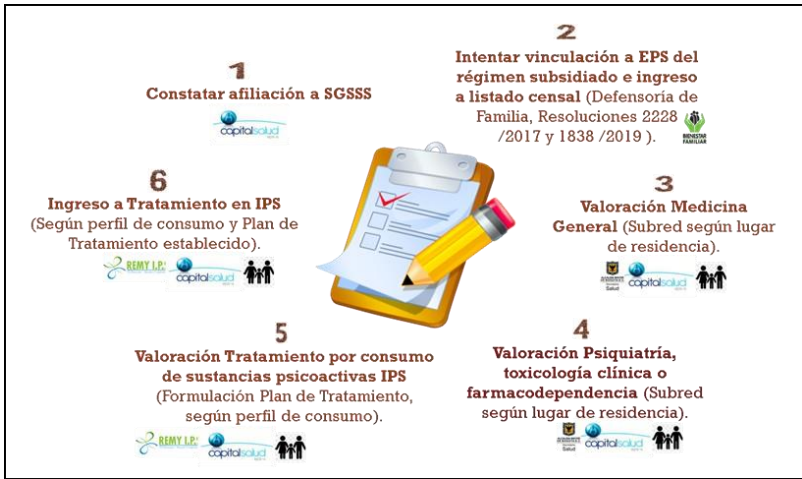 1
Constatar afiliación a SGSSS
capitalsalud
2
Intentar vinculación a EPS del
régimen subsidiado e ingreso
a listado censal (Defensoría de
Familia, Resoluciones 2228
/2017 y 1838 /2019 ).
BIENESTAR
FAMILIAR
3
Valoración Medicina
General (Subred según lugar
de residencia).
Salud
capitalsalud
4
Valoración Psiquiatría,
toxicología clínica o
farmacodependencia (Subred
según lugar de residencia).
Salud
capitalsalud
5
Valoración Tratamiento por consumo
de sustancias psicoactivas IPS
(Formulación Plan de Tratamiento,
según perfil de consumo).
REMY I.P.S
capitalsalud
6
Ingreso a Tratamiento en IPS
(Según perfil de consumo y Plan de
Tratamiento establecido).
REMY I.P.S
capitalsalud